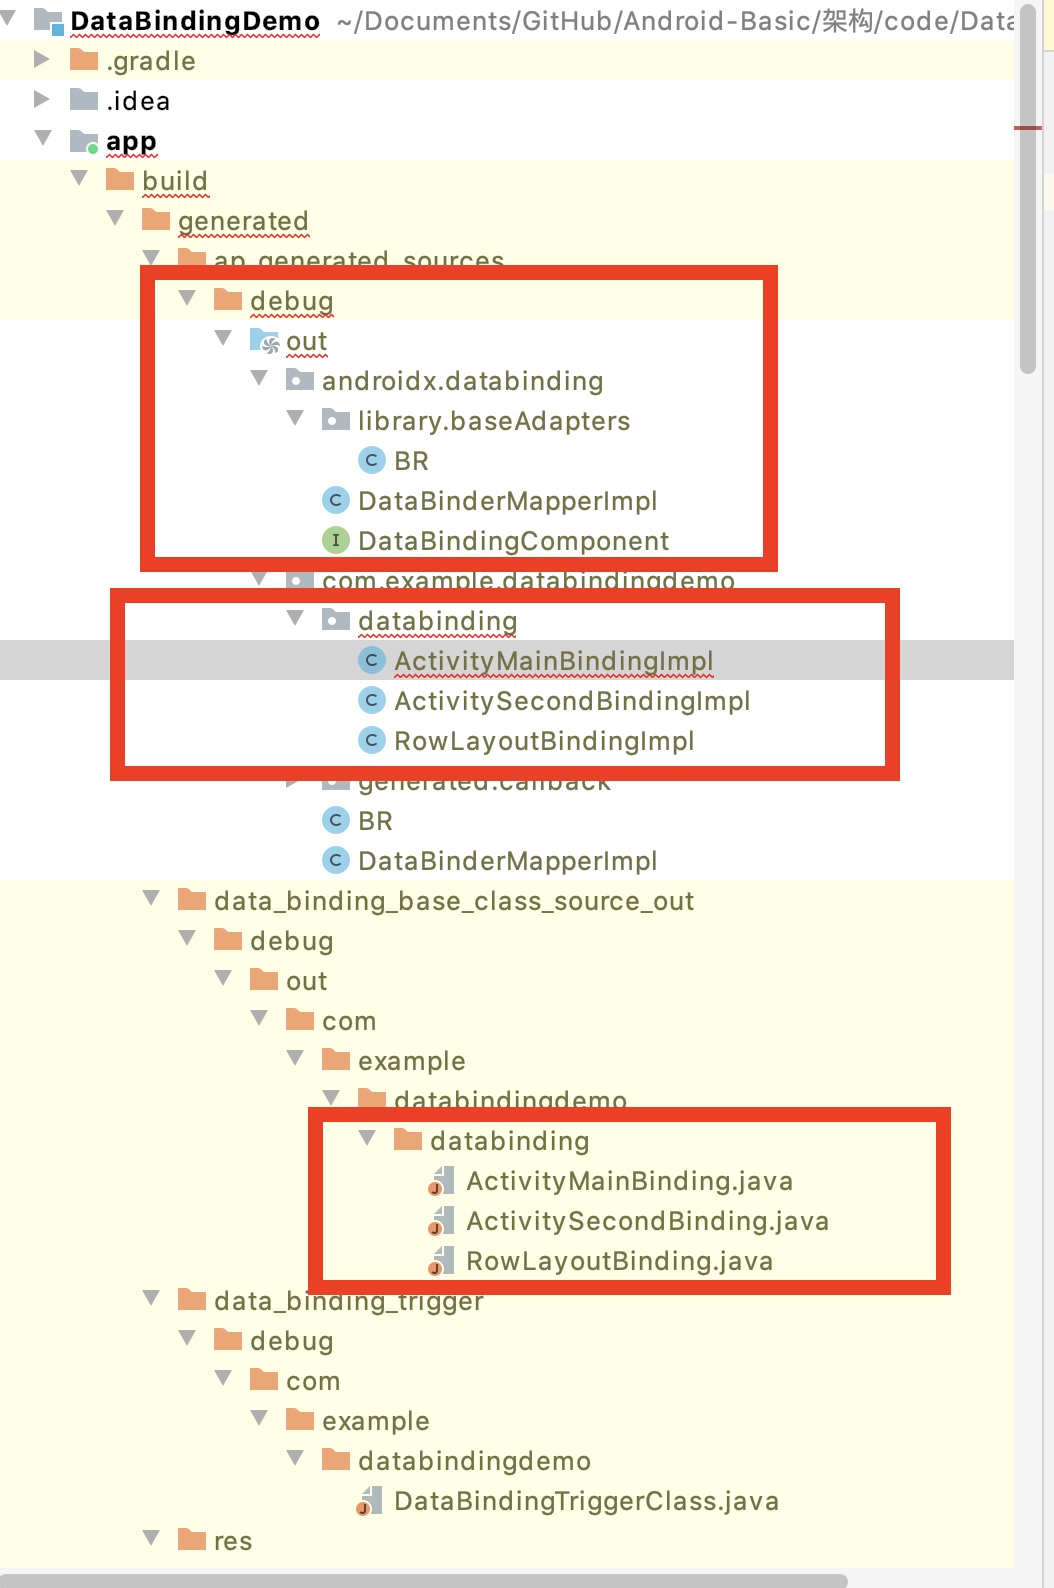 DataBindingDemo ~/Documents/GitHub/Android-Basic/架构/code/Data
.gradle
.idea
app
build
generated
ap_generated_sources
debug
out
androidx.databinding
library.baseAdapters
C BR
C DataBinderMapperImpl
I DataBindingComponent
com.example.databindingdemo
databinding
C ActivityMainBindingImpl
C ActivitySecondBindingImpl
C RowLayoutBindingImpl
generated.callback
C BR
C DataBinderMapperImpl
data_binding_base_class_source_out
debug
out
com
example
databindingdemo
databinding
J ActivityMainBinding.java
J ActivitySecondBinding.java
J RowLayoutBinding.java
data_binding_trigger
debug
com
example
databindingdemo
J DataBindingTriggerClass.java
res